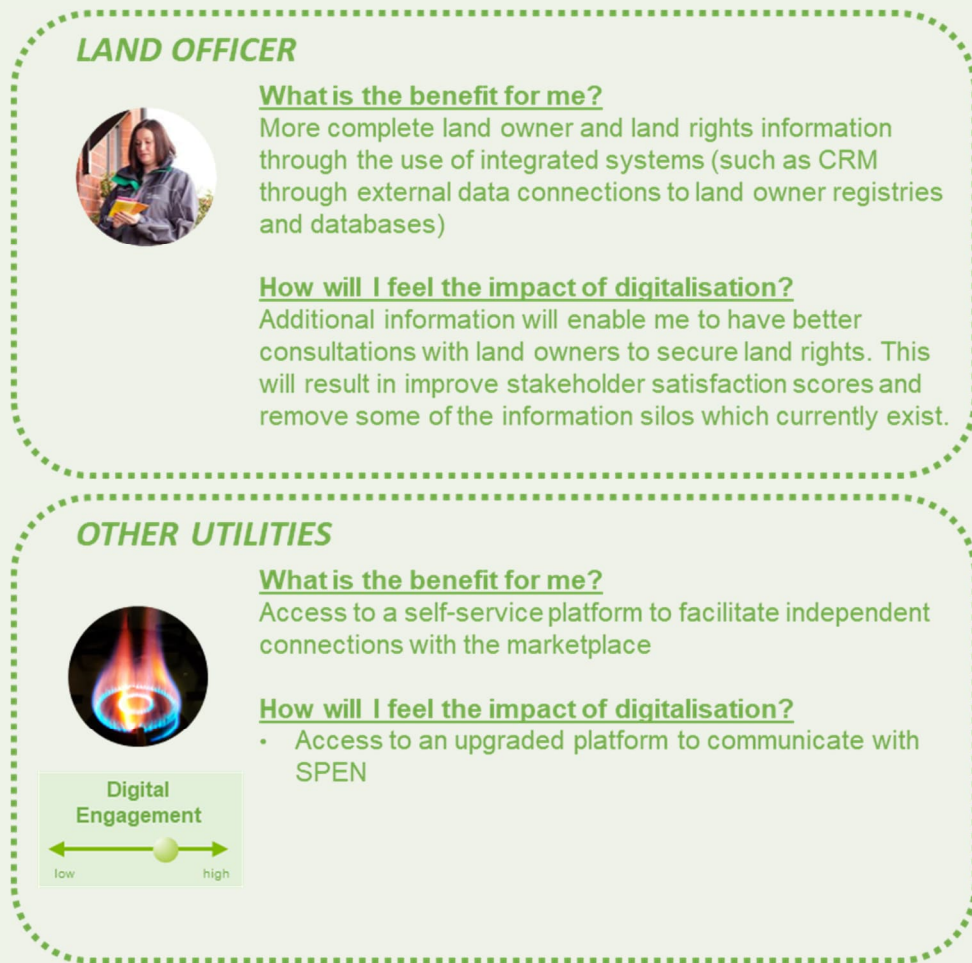 LAND OFFICER
What is the benefit for me?
More complete land owner and land rights information
through the use of integrated systems (such as CRM
through external data connections to land owner registries
and databases)
How will I feel the impact of digitalisation?
Additional information will enable me to have better
consultations with land owners to secure land rights. This
will result in improve stakeholder satisfaction scores and
remove some of the information silos which currently exist.
OTHER UTILITIES
What is the benefit for me?
Access to a self-service platform to facilitate independent
connections with the marketplace
How will I feel the impact of digitalisation?
• Access to an upgraded platform to communicate with
SPEN
Digital
Engagement
low high